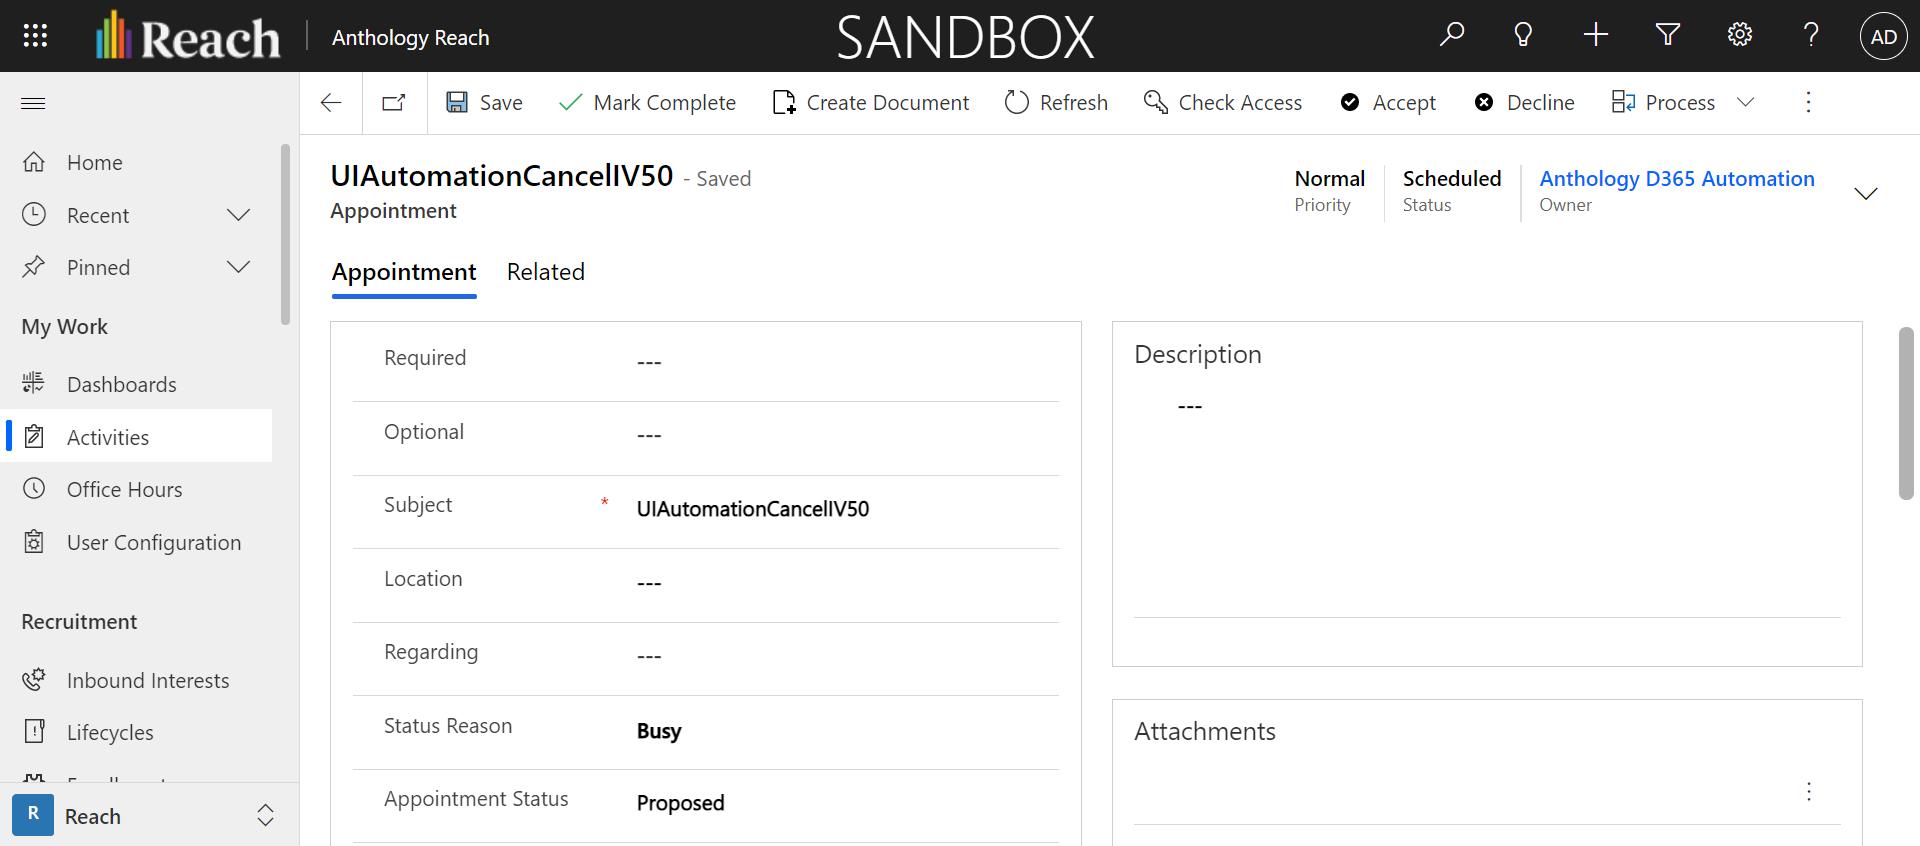 Reach
Anthology Reach
SANDBOX
AD
Save
Mark Complete
Create Document
Refresh
Check Access
Accept
Decline
Process
Home
Recent
Pinned
My Work
Dashboards
Activities
Office Hours
User Configuration
Recruitment
Inbound Interests
Lifecycles
R
Reach
UIAutomationCancelIV50 - Saved
Appointment
Normal
Priority
Scheduled
Status
Anthology D365 Automation
Owner
Appointment
Related
Required
---
Optional
---
Subject * UIAutomationCancelIV50
Location
---
Regarding
---
Status Reason
Busy
Appointment Status
Proposed
Description
---
Attachments